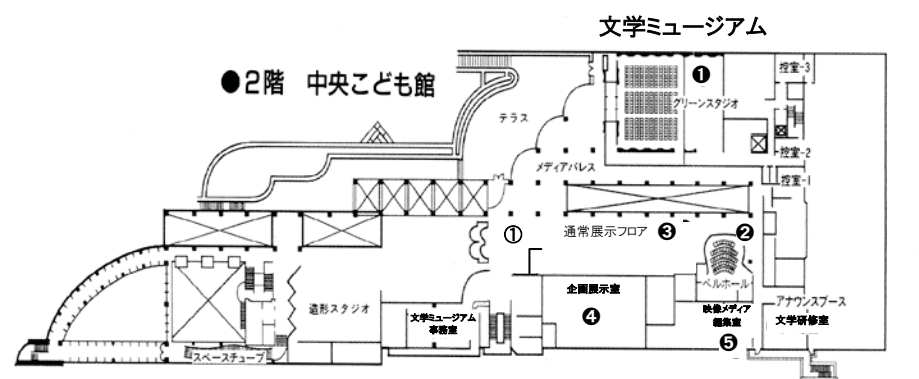 文学ミュージアム
●2階 中央こども館
❶
控室-3
グリーンスタジオ
テラス
控室-2
メディアパレス
控室-1
①
通常展示フロア
❸
❷
ベルホール
企画展示室
映像メディア
編集室
アナウンスブース
文学研修室
造形スタジオ
文学ミュージアム
事務室
❹
❺
スペースチューブ